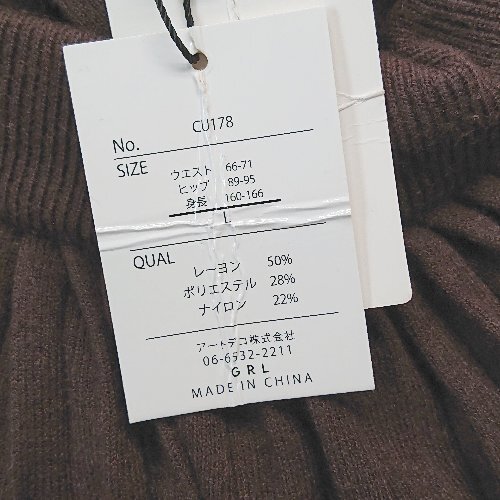 No. CU178
SIZE ウエスト 66-71
ヒップ 89-95
身長 160-166
L
QUAL
レーヨン 50%
ポリエステル 28%
ナイロン 22%
アートデコ株式会社
06-6532-2211
GRL
MADE IN CHINA